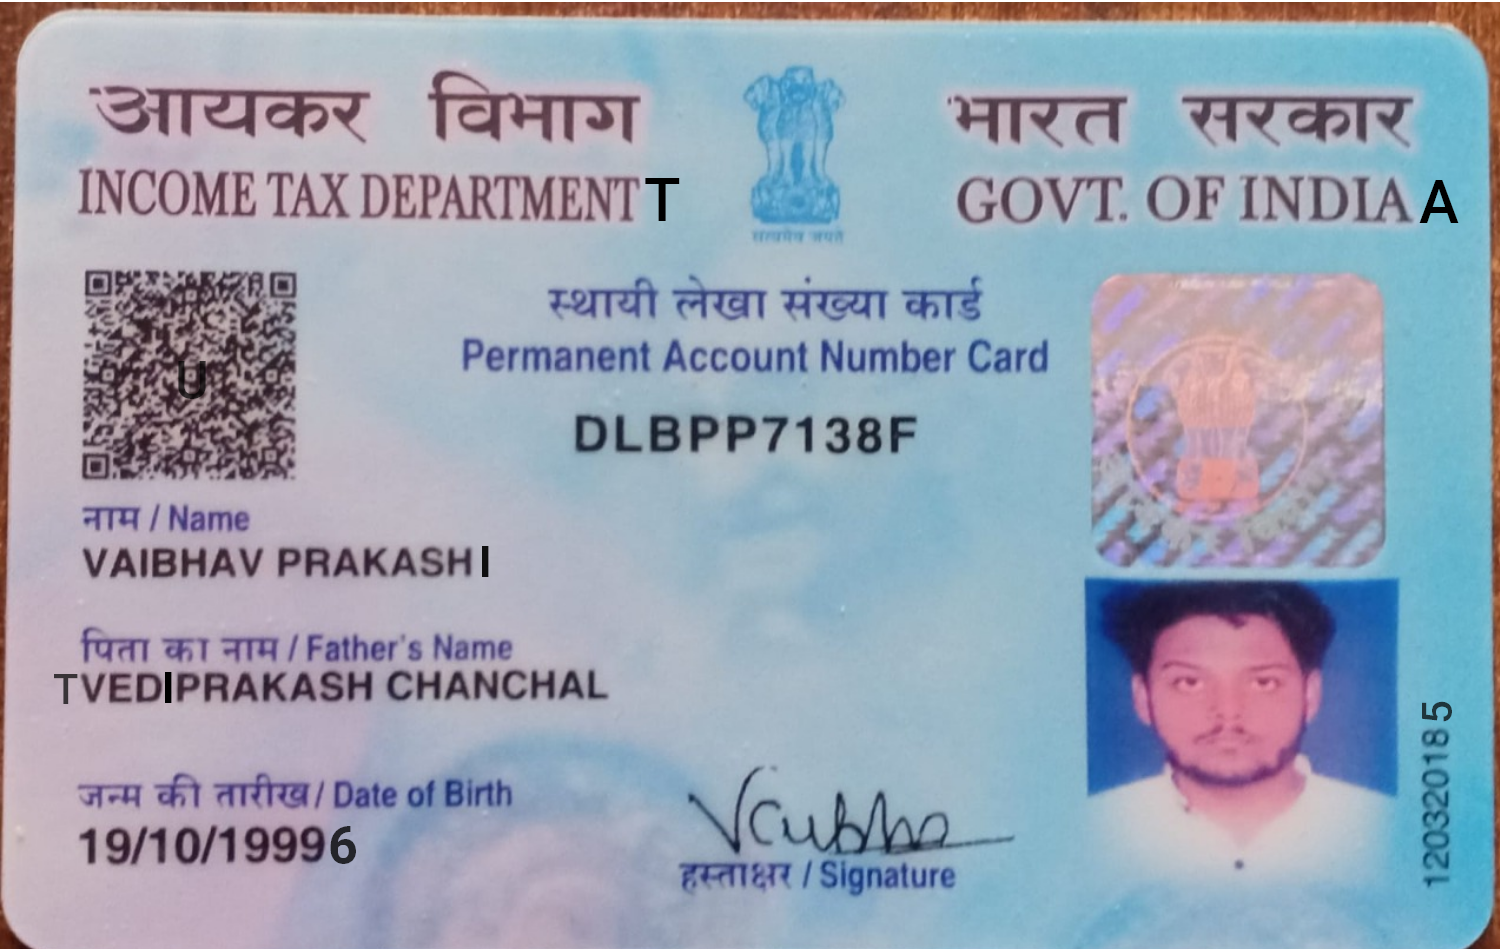 आयकर विभाग
INCOME TAX DEPARTMENTT
भारत सरकार
GOVT. OF INDIAA
सत्यमेव जयते
स्थायी लेखा संख्या कार्ड
Permanent Account Number Card
DLBPP7138F
U
नाम / Name
VAIBHAV PRAKASHI
पिता का नाम / Father's Name
TVEDIPRAKASH CHANCHAL
जन्म की तारीख / Date of Birth
19/10/19996
Vaibhav
हस्ताक्षर / Signature
120320185